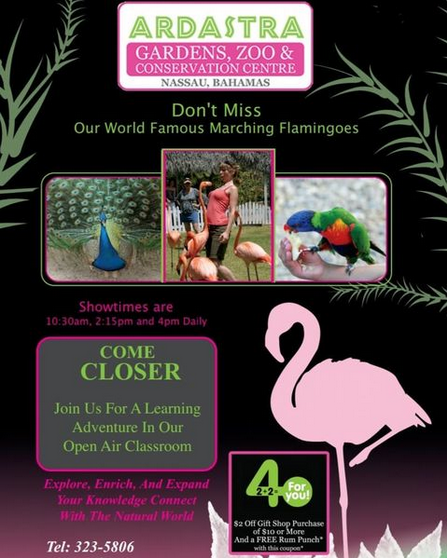 ARDASTRA
GARDENS, ZOO &
CONSERVATION CENTRE
NASSAU, BAHAMAS
Don't Miss
Our World Famous Marching Flamingoes
Showtimes are
10:30am, 2:15pm and 4pm Daily
COME
CLOSER
Join Us For A Learning
Adventure In Our
Open Air Classroom
Explore, Enrich, And Expand
Your Knowledge Connect
With The Natural World
Tel: 323-5806
2+2=4 For
you!
$2 Off Gift Shop Purchase
of $10 or More
And a FREE Rum Punch*
with this coupon*